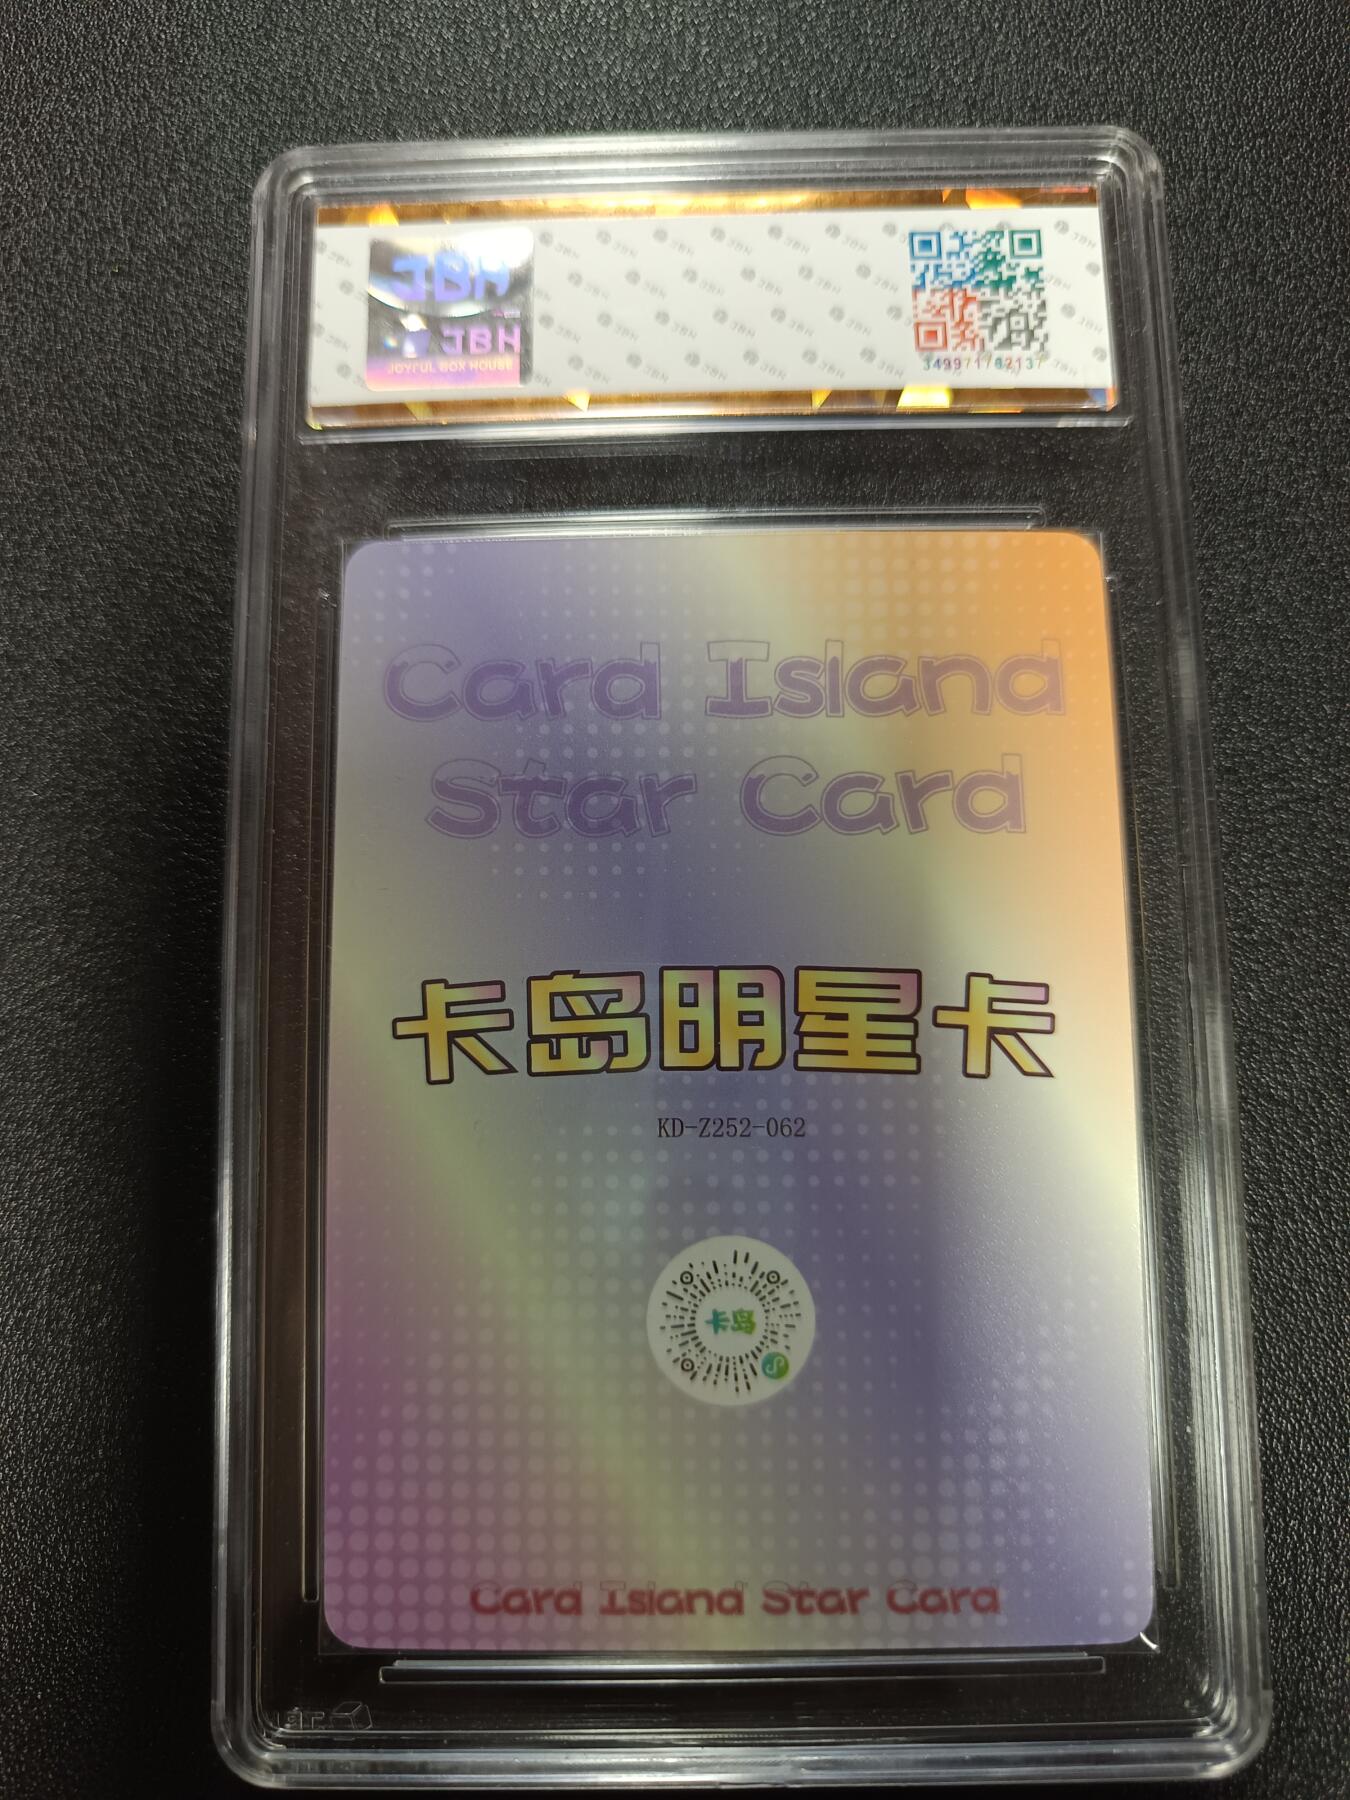 JBH
JBH
JOYFUL BOX HOUSE
349971762137
Card Island
Star Card
卡岛明星卡
KD-Z252-062
卡岛
Card Island Star Card